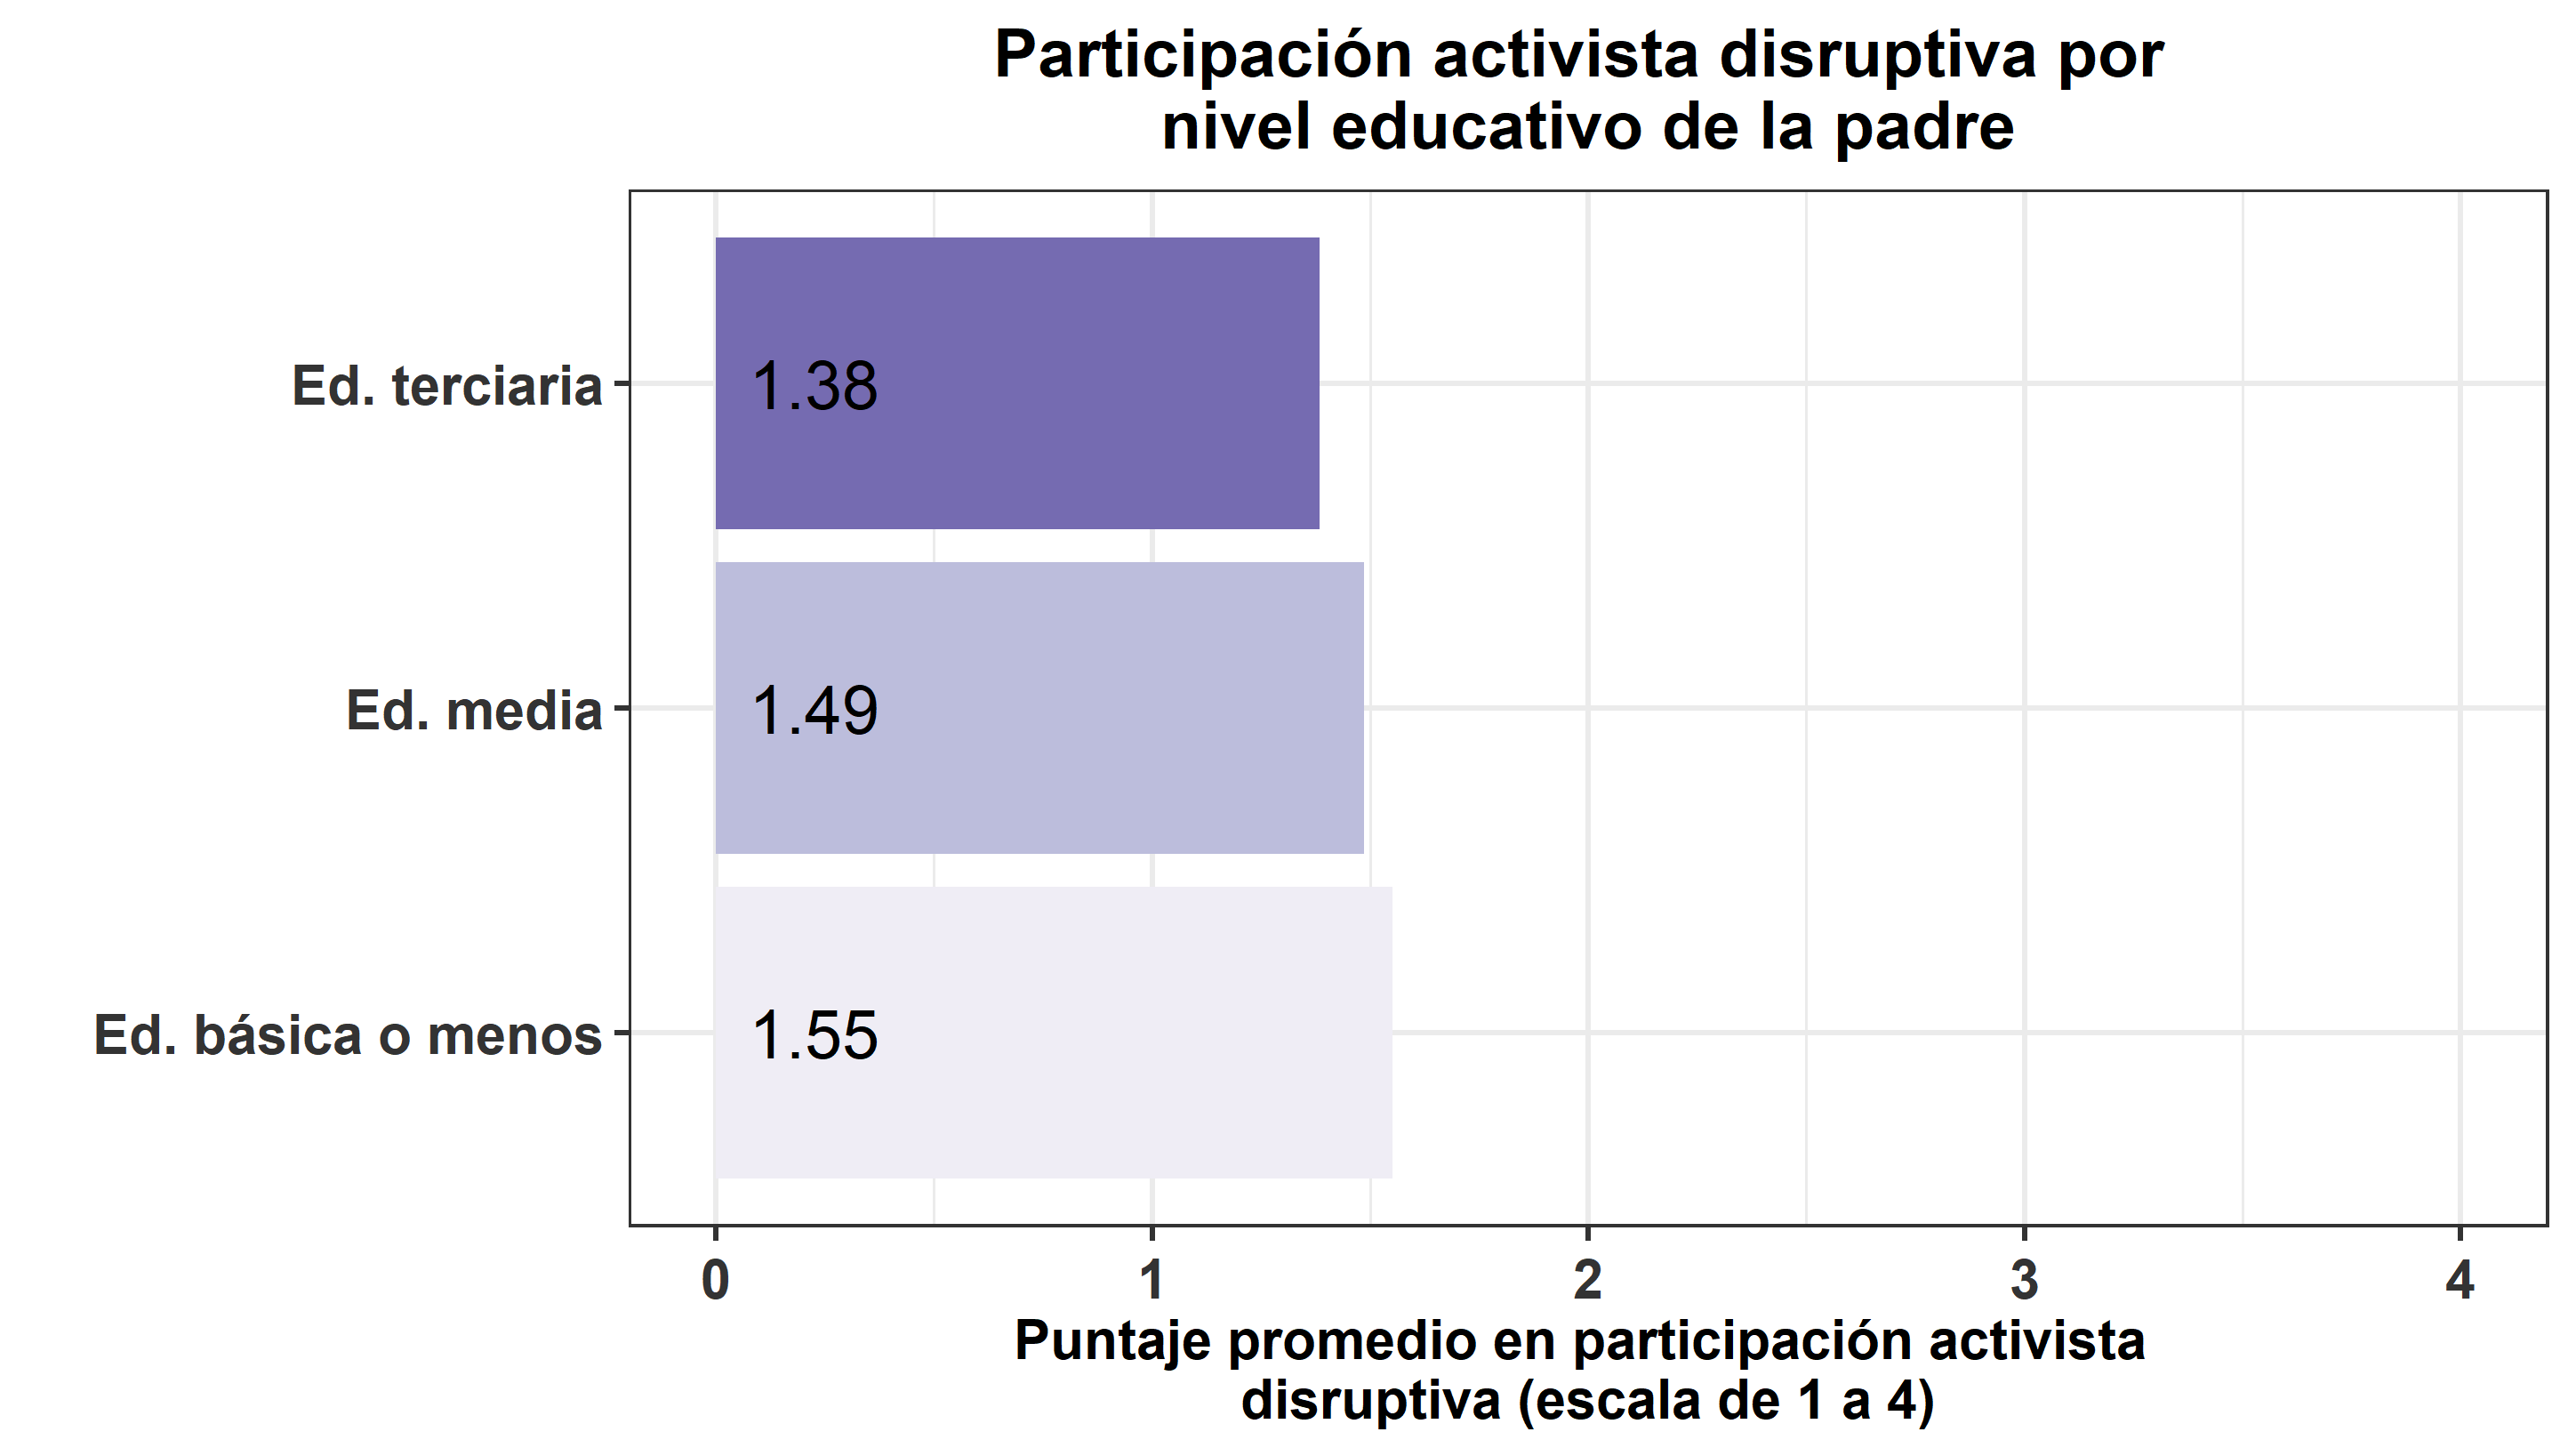 Participación activista disruptiva por
nivel educativo de la padre
Ed. terciaria
1.38
Ed. media
1.49
Ed. básica o menos
1.55
0 1 2 3 4
Puntaje promedio en participación activista
disruptiva (escala de 1 a 4)